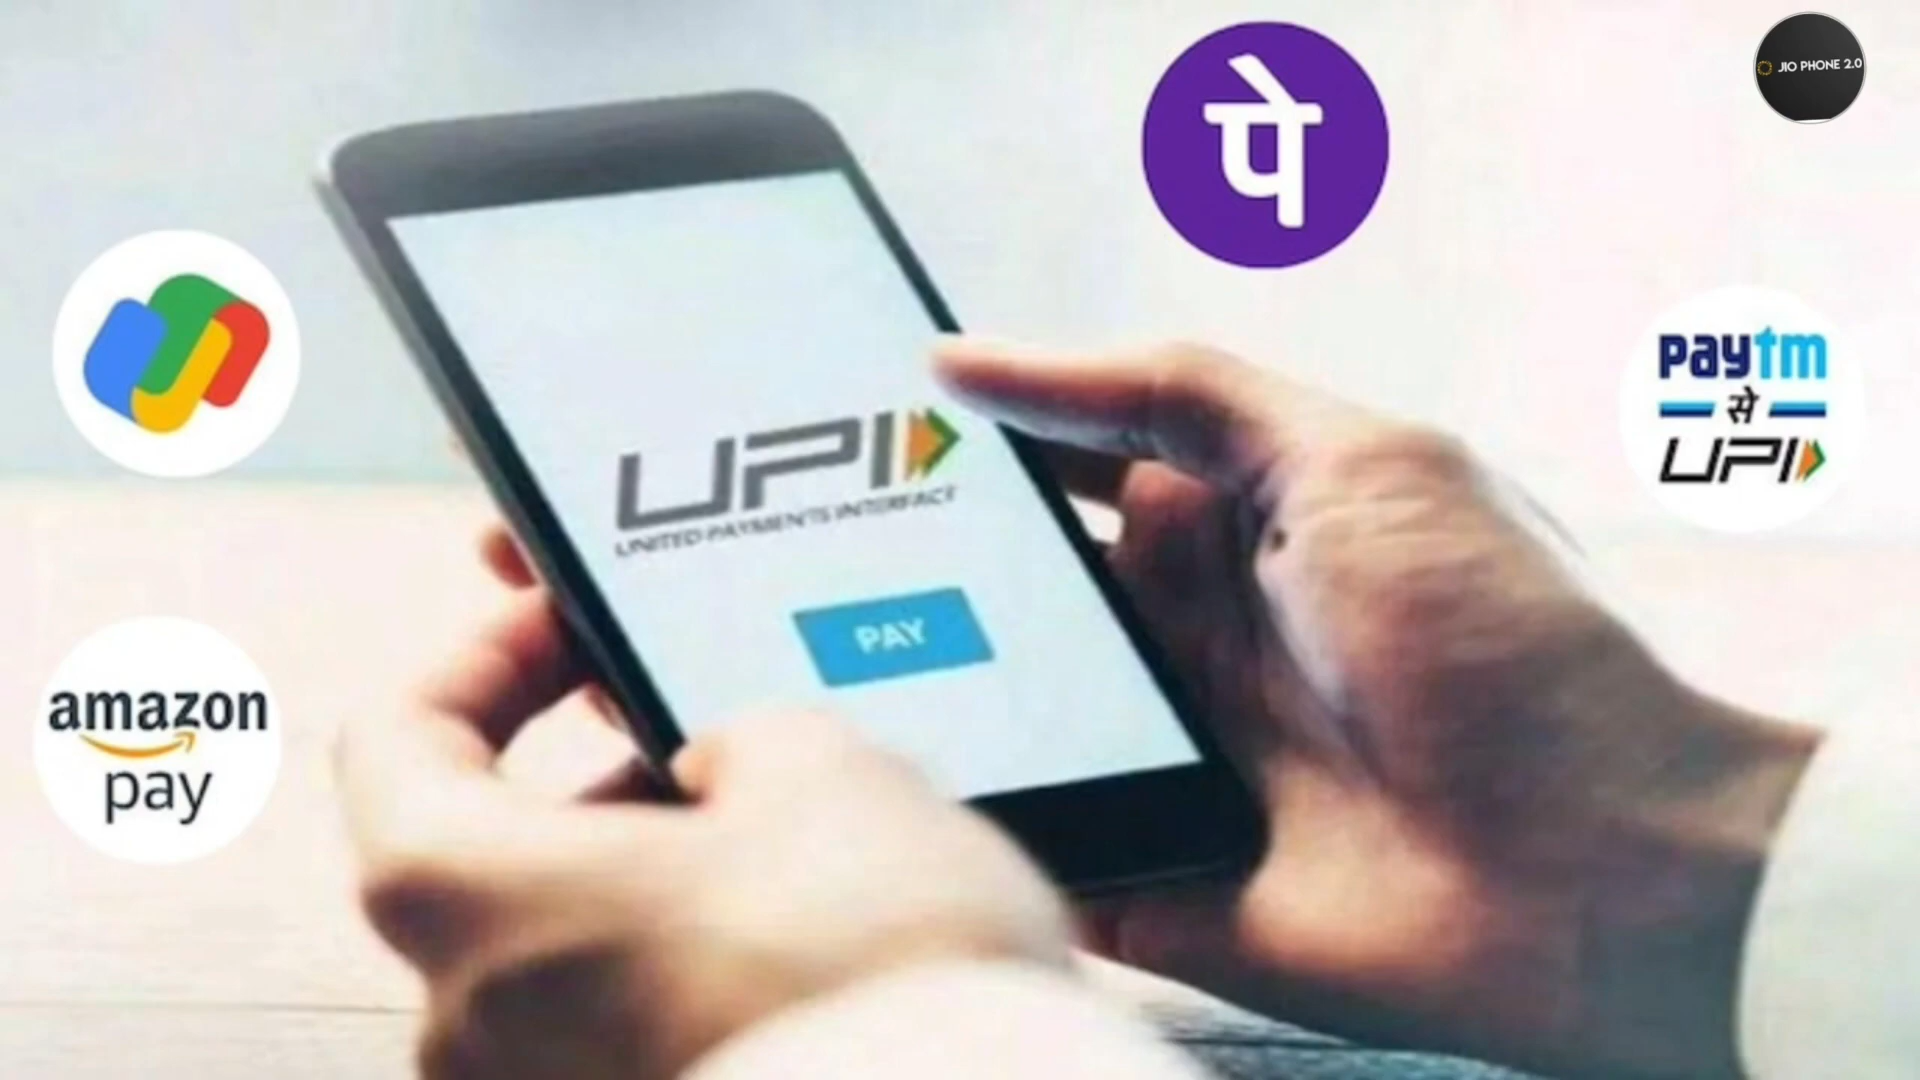 पे
JIO PHONE 2.0
paytm
से
UPI
UPI
UNITED PAYMENTS INTERFACE
PAY
amazon
pay